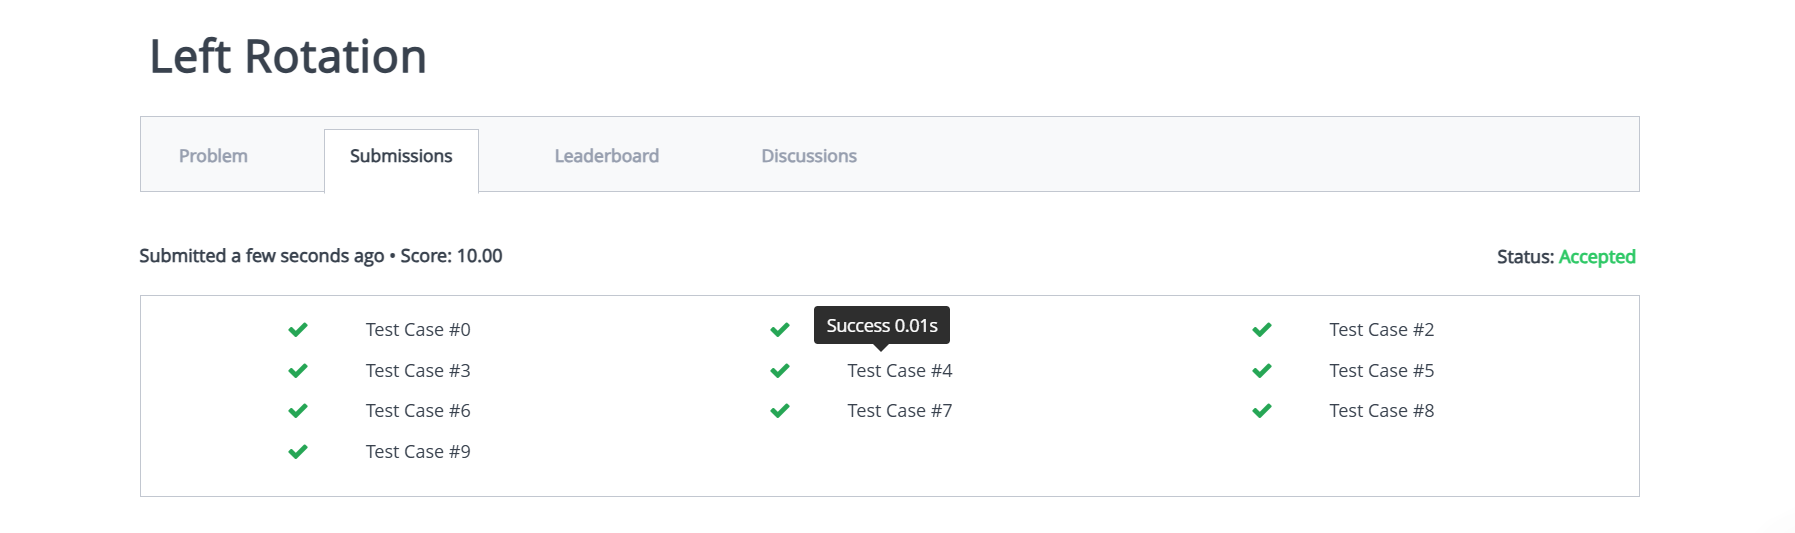 Left Rotation
Problem Submissions Leaderboard Discussions
Submitted a few seconds ago • Score: 10.00 Status: Accepted
Success 0.01s
Test Case #0 Test Case #2
Test Case #3 Test Case #4 Test Case #5
Test Case #6 Test Case #7 Test Case #8
Test Case #9